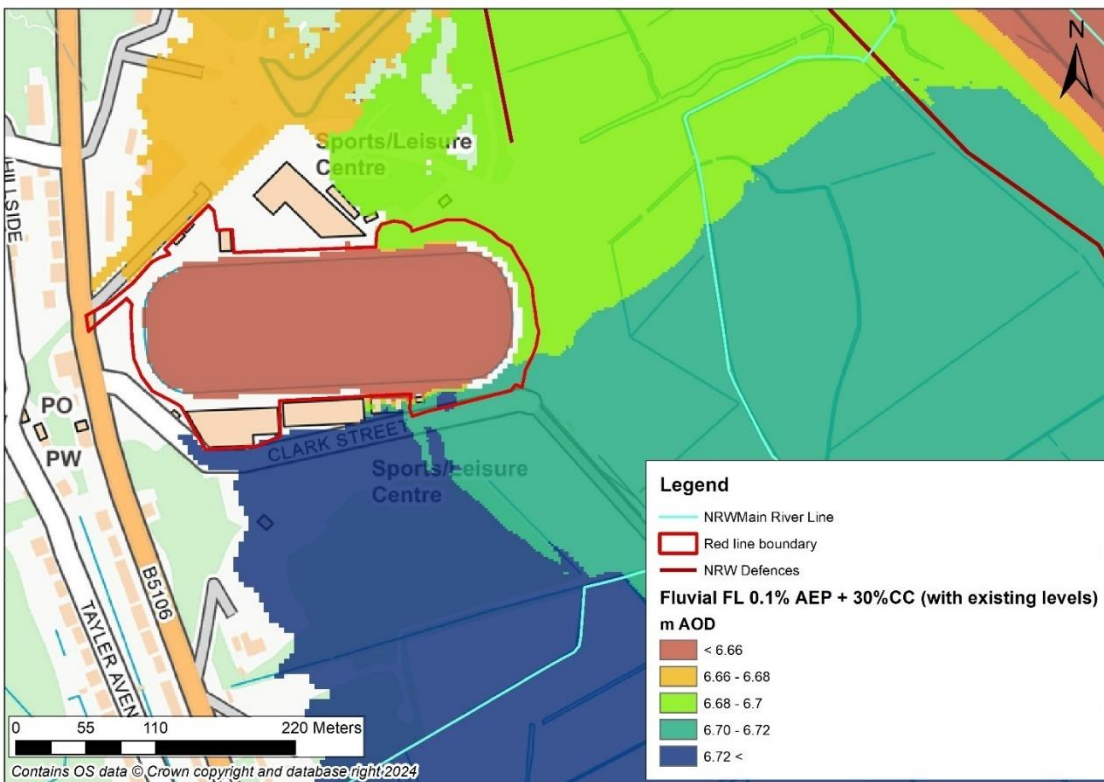 N
Sports/Leisure
Centre
HILLSIDE
PO
PW
CLARK STREET
Sports/Leisure
Centre
B5106
TAYLER AVEN
Legend
NRWMain River Line
Red line boundary
NRW Defences
Fluvial FL 0.1% AEP + 30%CC (with existing levels)
m AOD
< 6.66
6.66 - 6.68
6.68 - 6.7
6.70 - 6.72
6.72 <
0 55 110 220 Meters
Contains OS data © Crown copyright and database right 2024